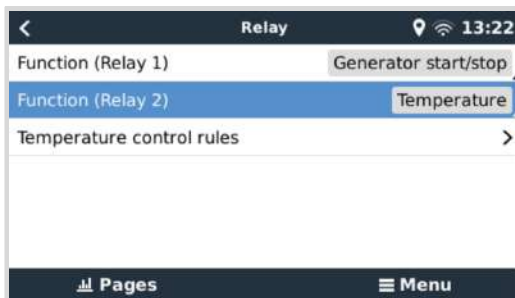 Relay 13:22
Function (Relay 1) Generator start/stop
Function (Relay 2) Temperature
Temperature control rules
Pages Menu